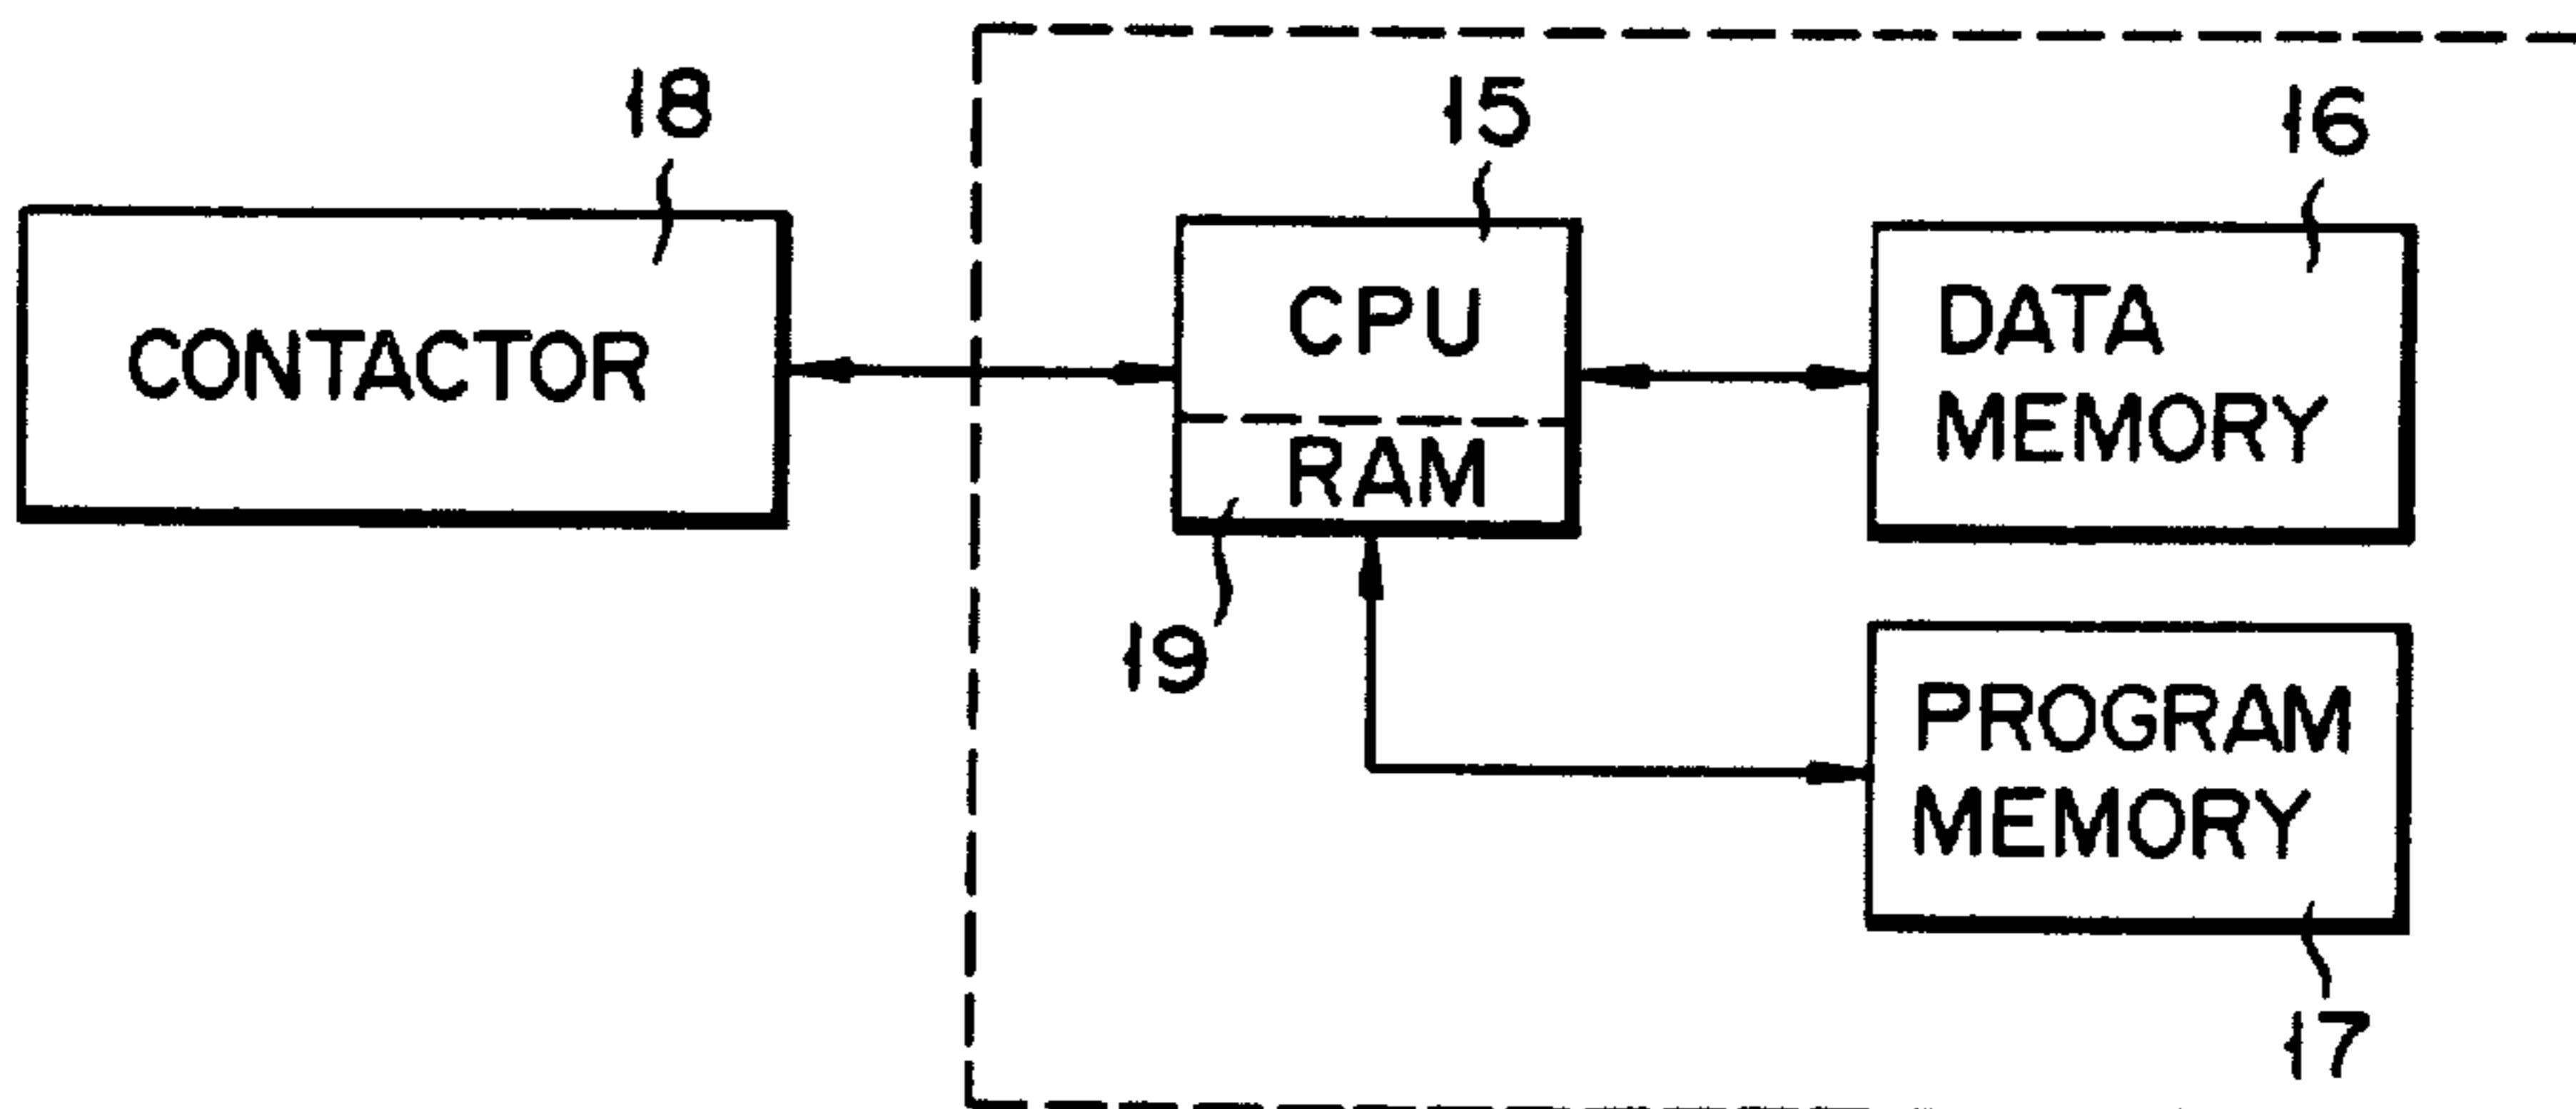 18
15
16
CONTACTOR
CPU
RAM
DATA
MEMORY
19
PROGRAM
MEMORY
17